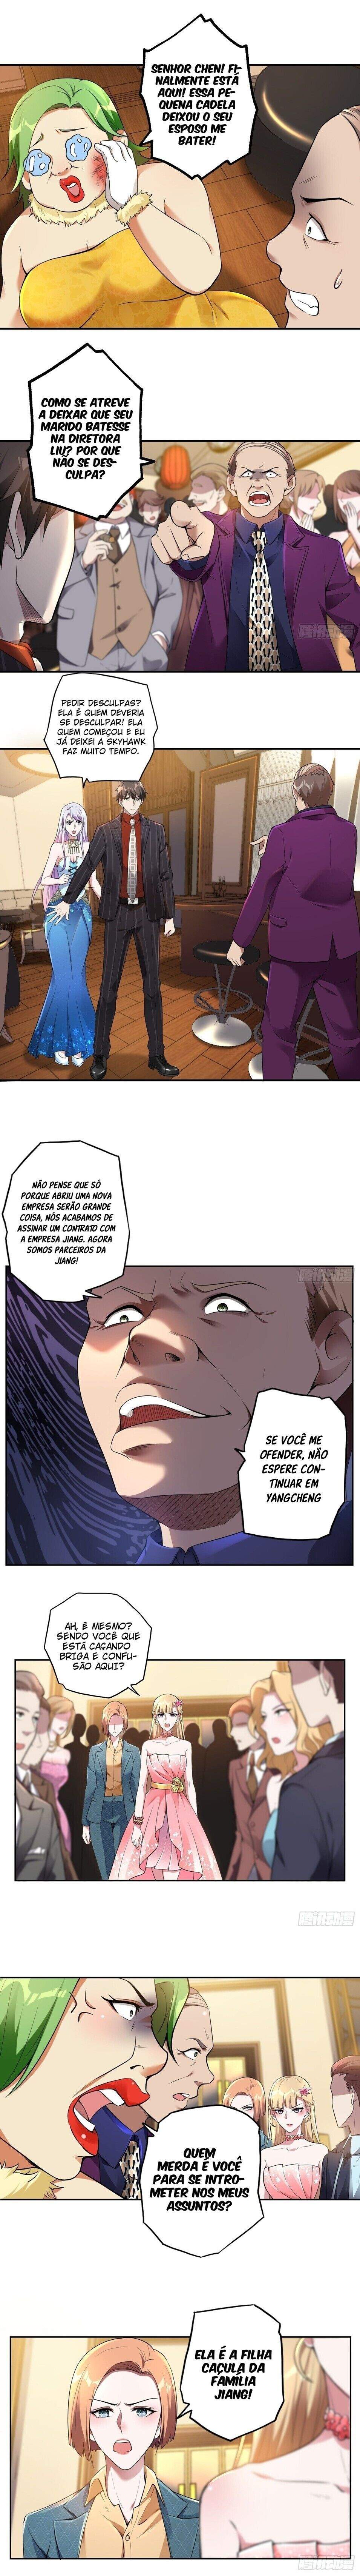 SENHOR CHEN! FI-
NALMENTE ESTÁ
AQUI! ESSA PE-
QUENA CADELA
DEIXOU O SEU
ESPOSO ME
BATER!
COMO SE ATREVE
A DEIXAR QUE SEU
MARIDO BATESSE
NA DIRETORA
LIU? POR QUE
NÃO SE DES-
CULPA?
PEDIR DESCULPAS?
ELA É QUEM DEVERIA
SE DESCULPAR! ELA
QUEM COMEÇOU E EU
JÁ DEIXEI A SKYHAWK
FAZ MUITO TEMPO.
NÃO PENSE QUE SÓ
PORQUE ABRIU UMA NOVA
EMPRESA SERÃO GRANDE
COISA, NÓS ACABAMOS DE
ASSINAR UM CONTRATO COM
A EMPRESA JIANG. AGORA
SOMOS PARCEIROS DA
JIANG!
SE VOCÊ ME
OFENDER, NÃO
ESPERE CON-
TINUAR EM
YANGCHENG
AH, É MESMO?
SENDO VOCÊ QUE
ESTÁ CAÇANDO
BRIGA E CONFU-
SÃO AQUI?
QUEM
MERDA É VOCÊ
PARA SE INTRO-
METER NOS MEUS
ASSUNTOS?
ELA É A FILHA
CAÇULA DA
FAMÍLIA
JIANG!